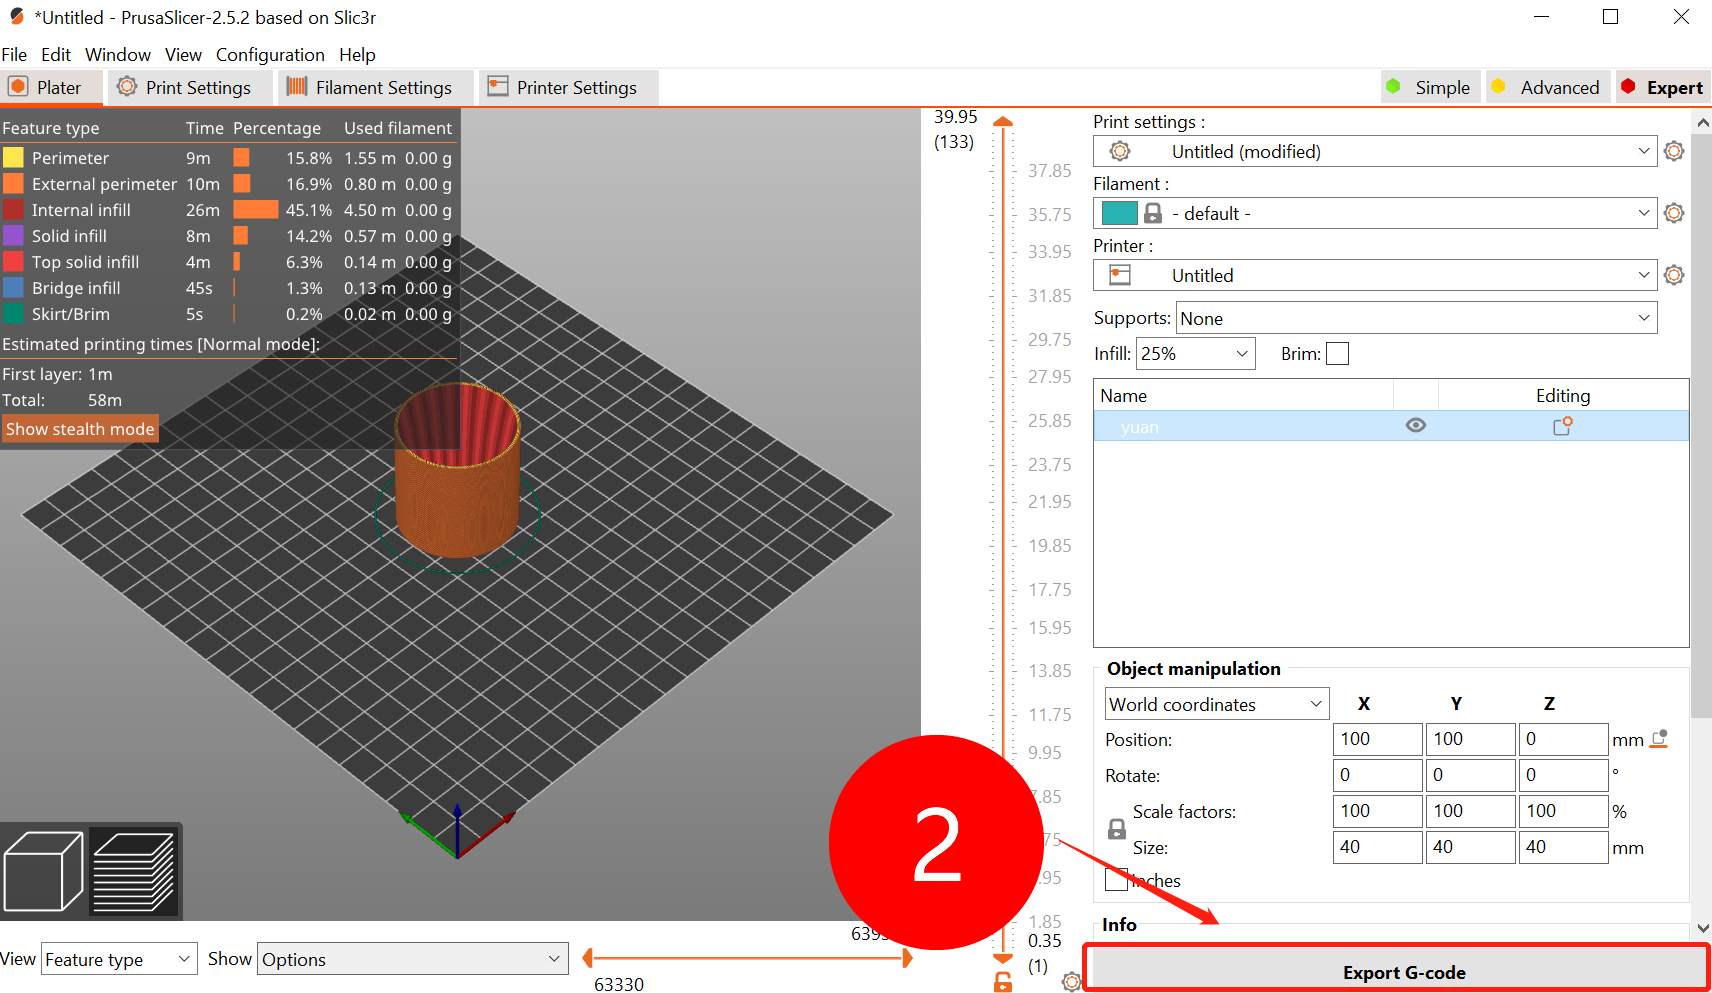 *Untitled - PrusaSlicer-2.5.2 based on Slic3r
File Edit Window View Configuration Help
Plater Print Settings Filament Settings Printer Settings Simple Advanced Expert
Feature type Time Percentage Used filament
Perimeter 9m 15.8% 1.55 m 0.00 g
External perimeter 10m 16.9% 0.80 m 0.00 g
Internal infill 26m 45.1% 4.50 m 0.00 g
Solid infill 8m 14.2% 0.57 m 0.00 g
Top solid infill 4m 6.3% 0.14 m 0.00 g
Bridge infill 45s 1.3% 0.13 m 0.00 g
Skirt/Brim 5s 0.2% 0.02 m 0.00 g
Estimated printing times [Normal mode]:
First layer: 1m
Total: 58m
Show stealth mode
View Feature type Show Options
63330
39.95
(133)
37.85
35.75
33.95
31.85
29.75
27.95
25.85
23.75
21.95
19.85
17.75
15.95
13.85
11.75
9.95
1.85
0.35
(1)
2
Print settings :
Untitled (modified)
Filament :
- default -
Printer :
Untitled
Supports: None
Infill: 25% Brim:
Name Editing
yuan
Object manipulation
World coordinates X Y Z
Position: 100 100 0 mm
Rotate: 0 0 0 °
Scale factors: 100 100 100 %
Size: 40 40 40 mm
Inches
Info
Export G-code